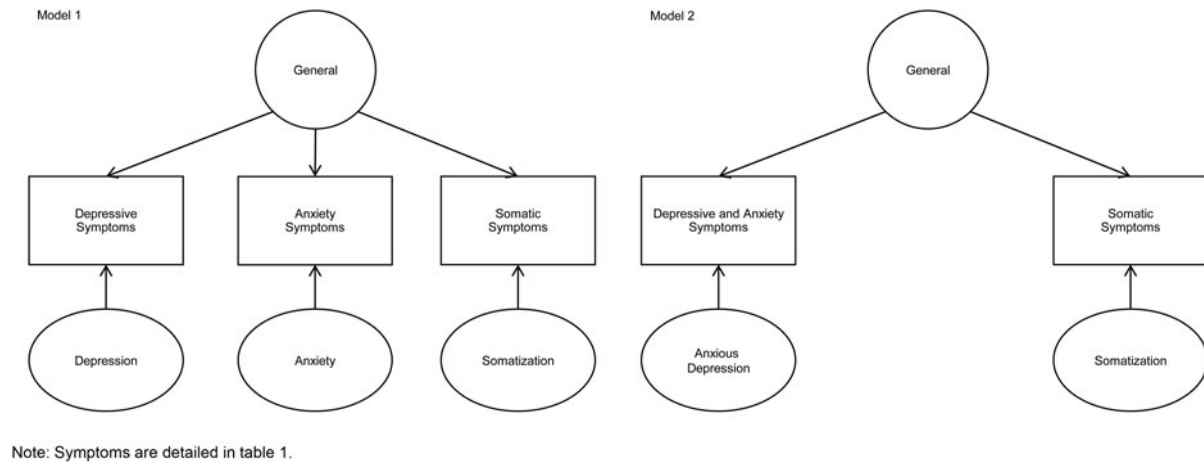 Model 1
General
Depressive
Symptoms
Anxiety
Symptoms
Somatic
Symptoms
Depression
Anxiety
Somatization
Model 2
General
Depressive and Anxiety
Symptoms
Somatic
Symptoms
Anxious
Depression
Somatization
Note: Symptoms are detailed in table 1.